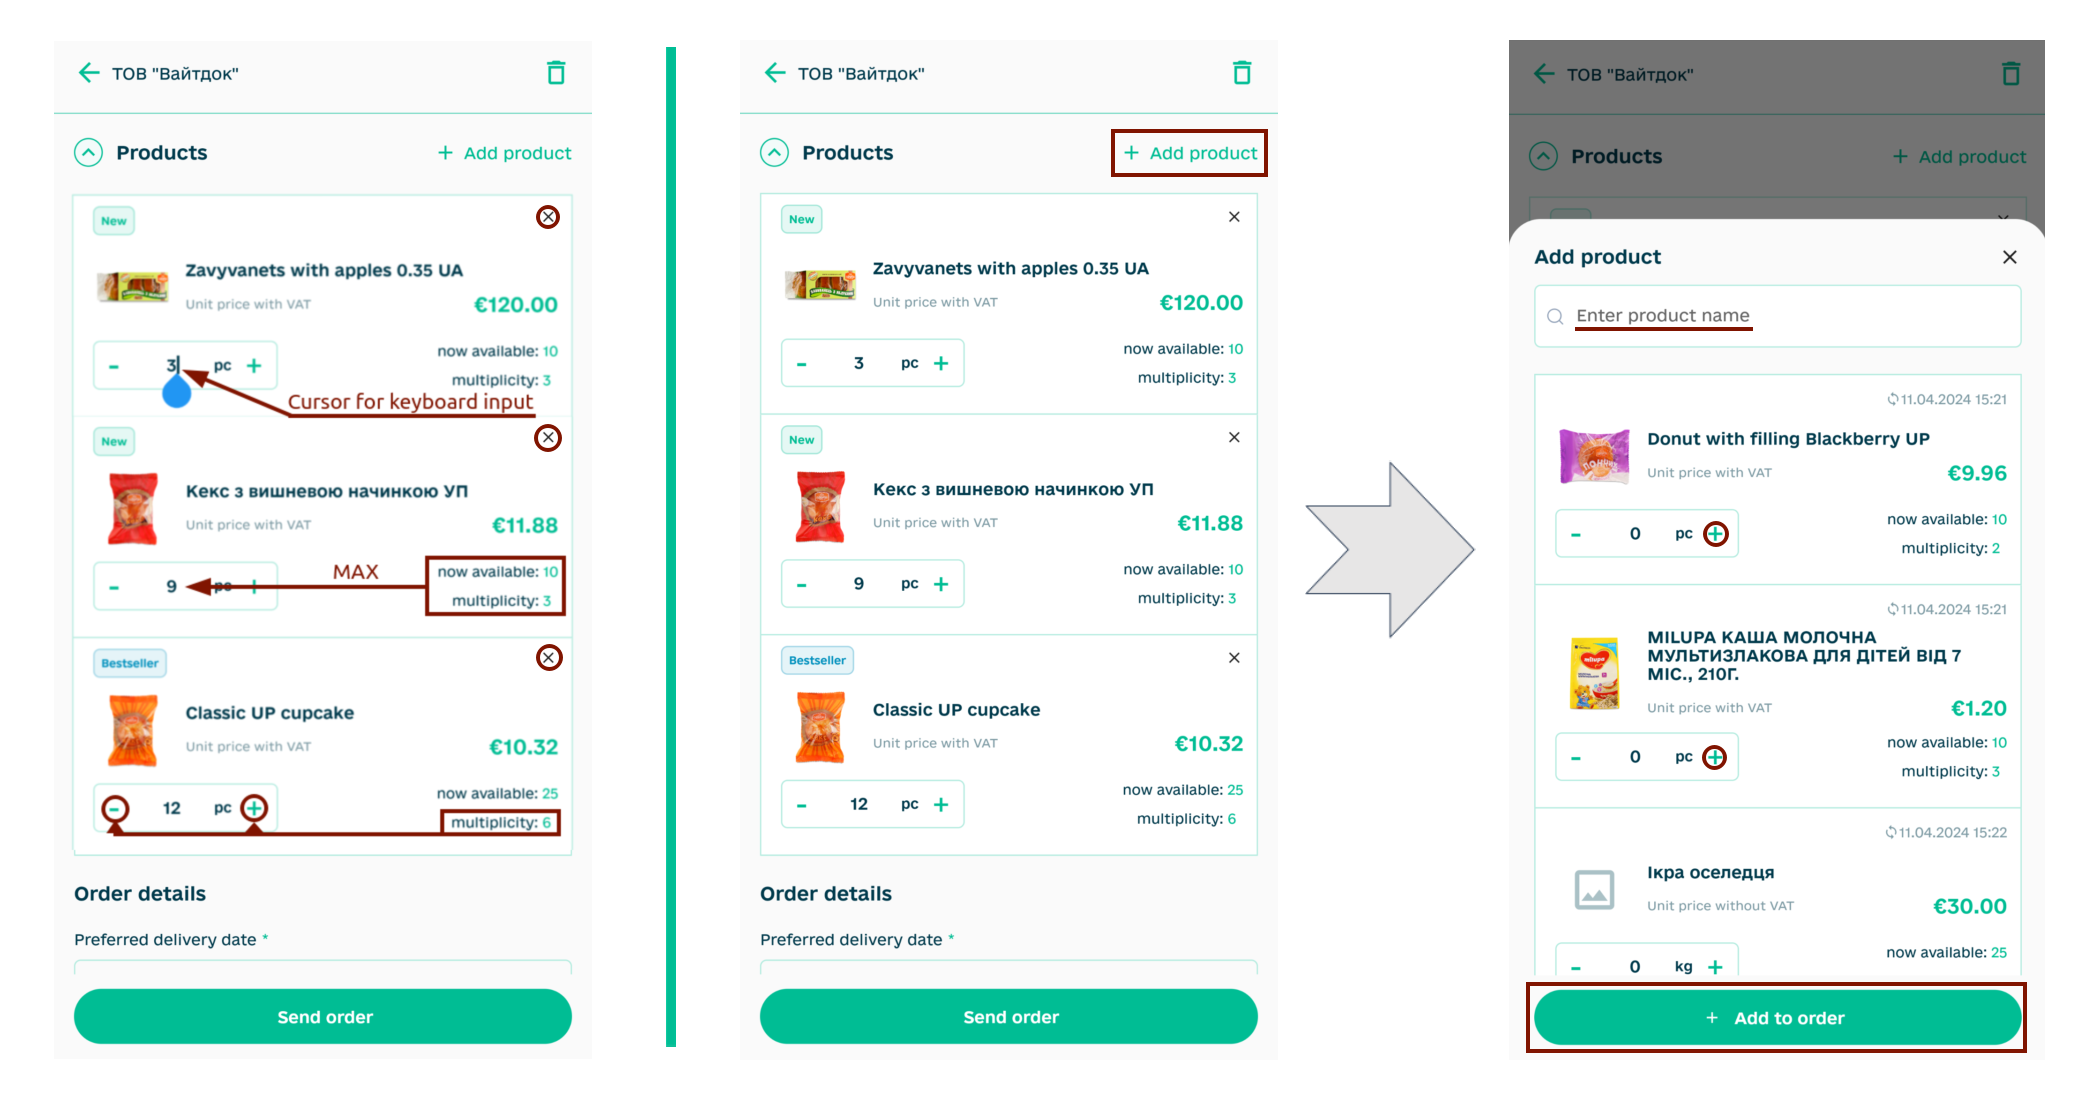 ТОВ "Вайтдок"
Products
+ Add product
New
Zavyvanets with apples 0.35 UA
Unit price with VAT
€120.00
- 3 pc +
now available: 10
multiplicity: 3
Cursor for keyboard input
New
Кекс з вишневою начинкою УП
Unit price with VAT
€11.88
- 9 pc +
MAX
now available: 10
multiplicity: 3
Bestseller
Classic UP cupcake
Unit price with VAT
€10.32
- 12 pc +
now available: 25
multiplicity: 6
Order details
Preferred delivery date *
Send order
ТОВ "Вайтдок"
Products
+ Add product
New
Zavyvanets with apples 0.35 UA
Unit price with VAT
€120.00
- 3 pc +
now available: 10
multiplicity: 3
New
Кекс з вишневою начинкою УП
Unit price with VAT
€11.88
- 9 pc +
now available: 10
multiplicity: 3
Bestseller
Classic UP cupcake
Unit price with VAT
€10.32
- 12 pc +
now available: 25
multiplicity: 6
Order details
Preferred delivery date *
Send order
ТОВ "Вайтдок"
Products
+ Add product
Add product
Enter product name
11.04.2024 15:21
Donut with filling Blackberry UP
Unit price with VAT
€9.96
- 0 pc +
now available: 10
multiplicity: 2
11.04.2024 15:21
MILUPA КАША МОЛОЧНА
МУЛЬТИЗЛАКОВА ДЛЯ ДІТЕЙ ВІД 7
МІС., 210Г.
Unit price with VAT
€1.20
- 0 pc +
now available: 10
multiplicity: 3
11.04.2024 15:22
Ікра оселедця
Unit price without VAT
€30.00
- 0 kg +
now available: 25
+ Add to order